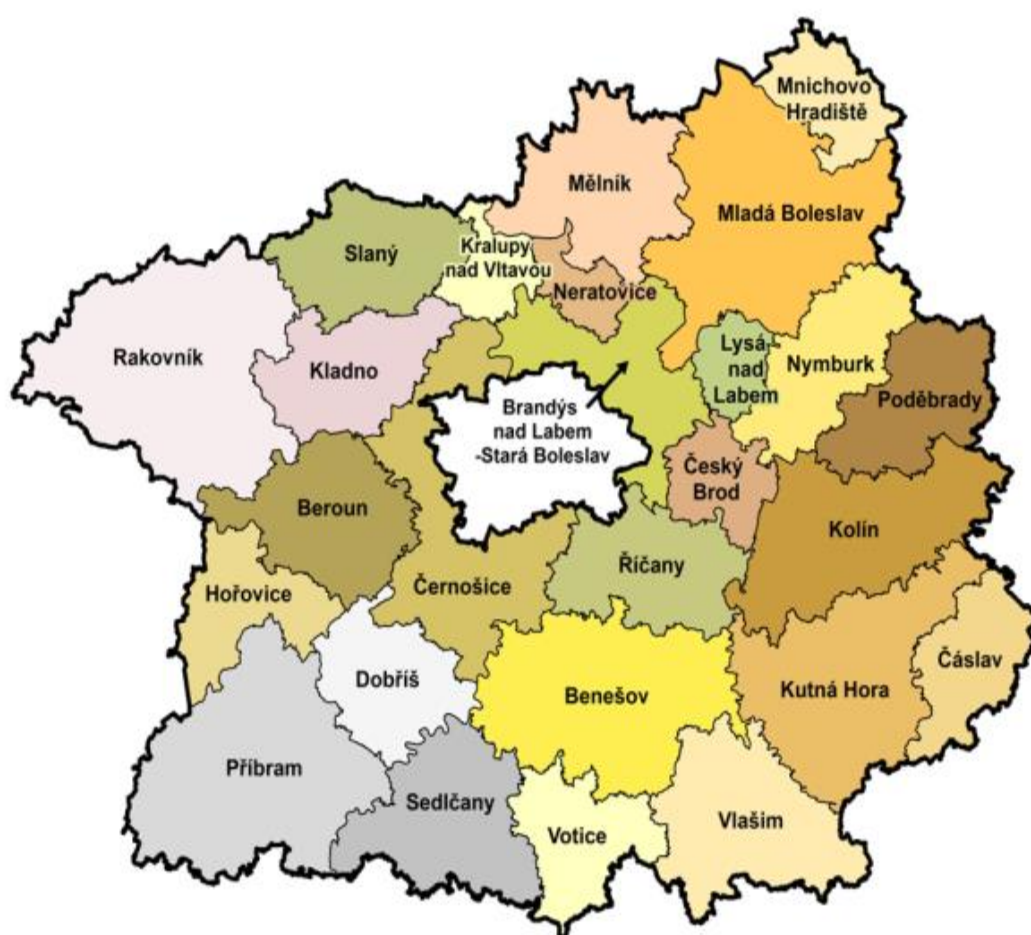 Mnichovo
Hradiště
Mělník
Mladá Boleslav
Slaný
Kralupy
nad Vltavou
Neratovice
Rakovník
Kladno
Lysá
nad
Labem
Nymburk
Poděbrady
Brandýs
nad Labem
-Stará Boleslav
Český
Brod
Beroun
Kolín
Hořovice
Černošice
Říčany
Čáslav
Dobříš
Benešov
Kutná Hora
Příbram
Sedlčany
Votice
Vlašim